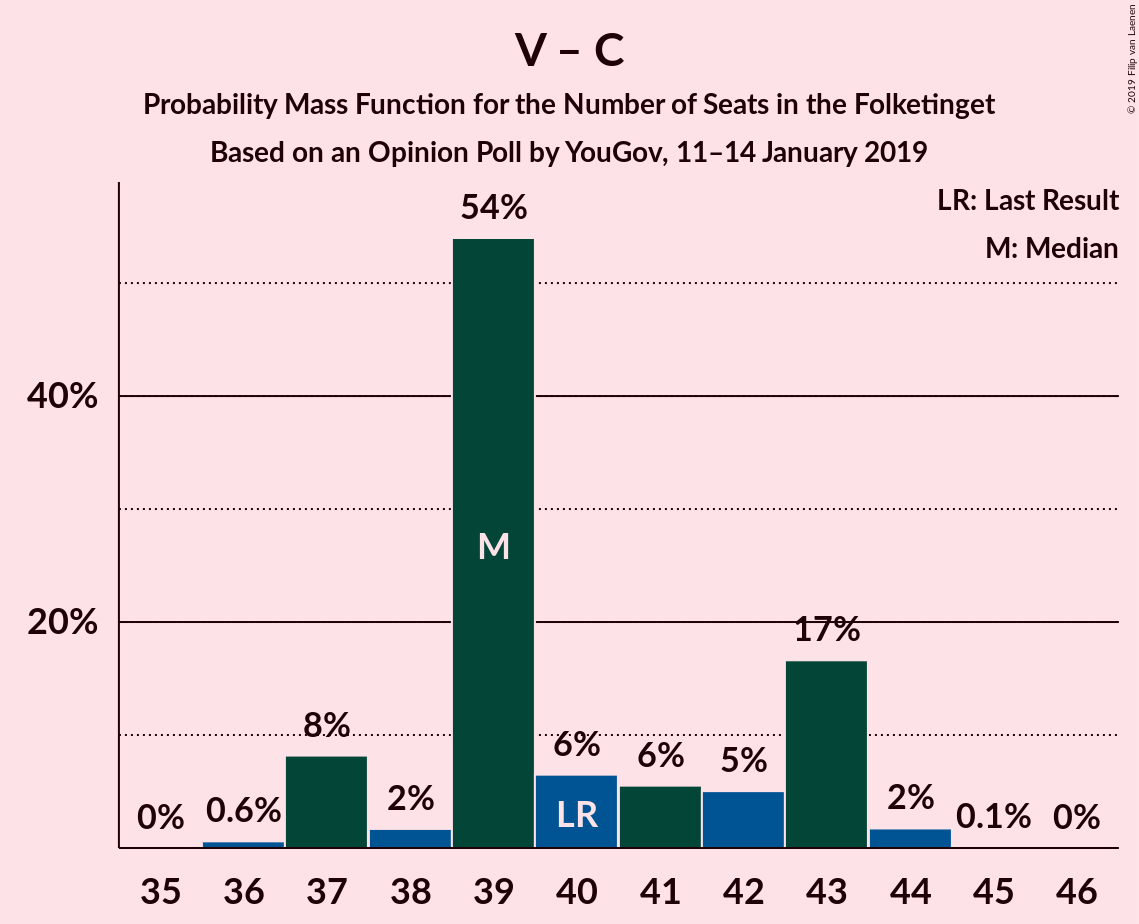 V – C
Probability Mass Function for the Number of Seats in the Folketinget
Based on an Opinion Poll by YouGov, 11–14 January 2019
© 2019 Filip van Laenen
LR: Last Result
M: Median
40%
20%
0%
0.6%
8%
2%
54%
6%
6%
5%
17%
2%
0.1%
0%
M
LR
35 36 37 38 39 40 41 42 43 44 45 46